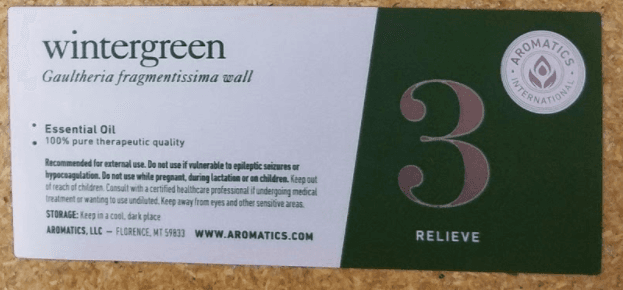 wintergreen
Gaultheria fragmentissima wall
Essential Oil
100% pure therapeutic quality
Recommended for external use. Do not use if vulnerable to epileptic seizures or
hypocoagulation. Do not use while pregnant, during lactation or on children. Keep out
of reach of children. Consult with a certified healthcare professional if undergoing medical
treatment or wanting to use undiluted. Keep away from eyes and other sensitive areas.
STORAGE: Keep in a cool, dark place
AROMATICS, LLC — FLORENCE, MT 59833 WWW.AROMATICS.COM
3
RELIEVE
AROMATICS
INTERNATIONAL